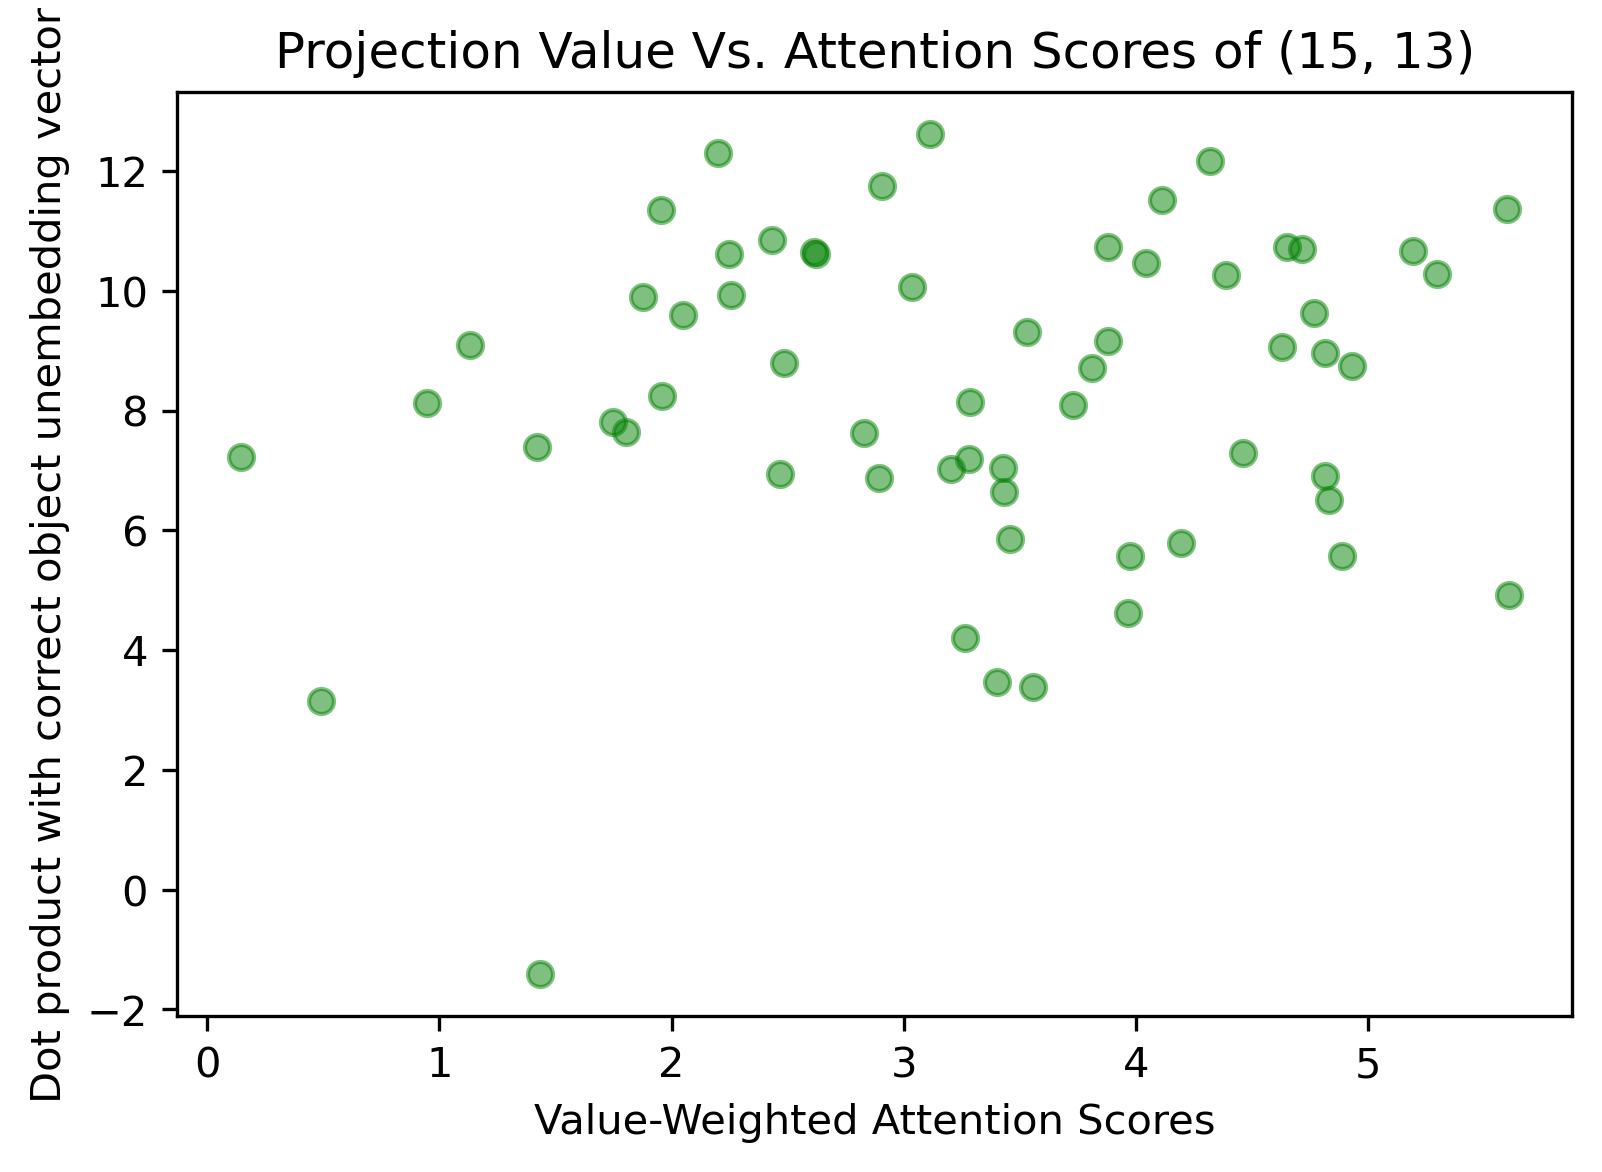 Projection Value Vs. Attention Scores of (15, 13)
Dot product with correct object unembedding vector
12
10
8
6
4
2
0
−2
0 1 2 3 4 5
Value-Weighted Attention Scores